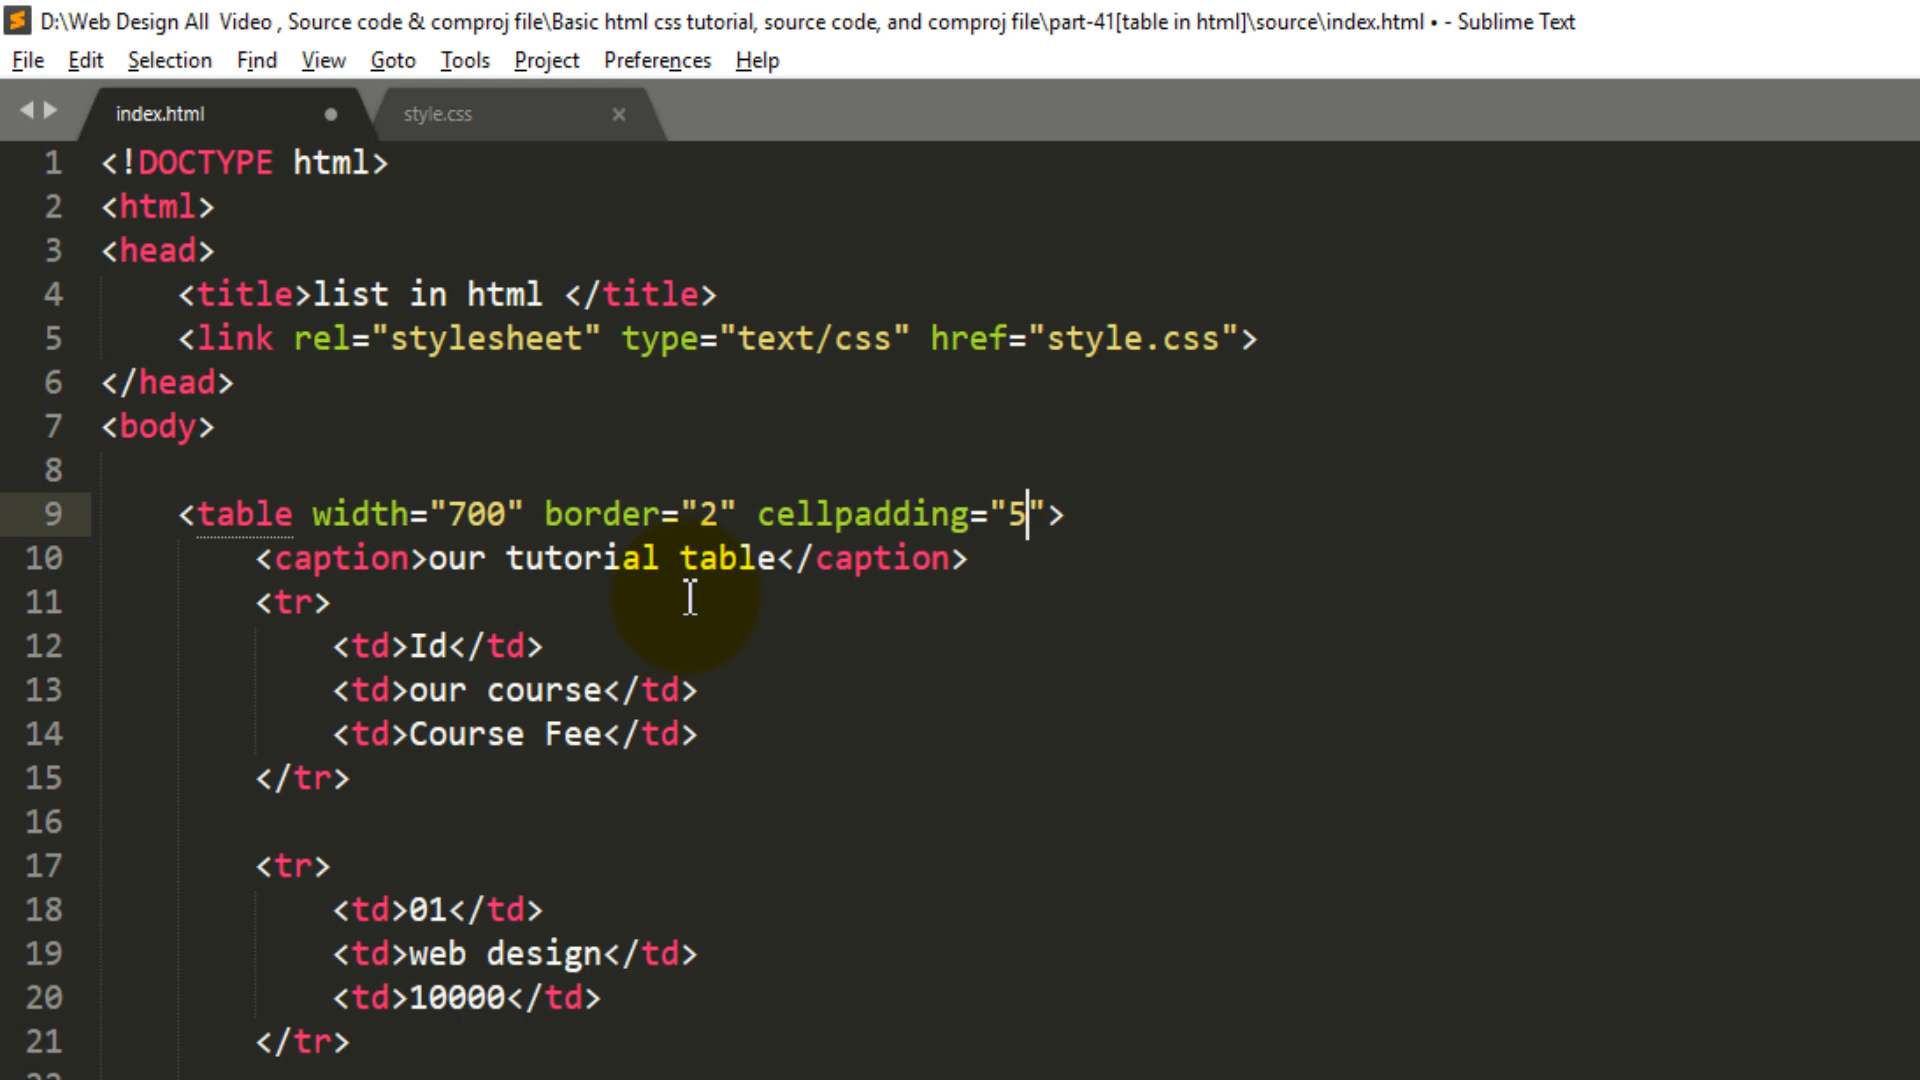 D:\Web Design All  Video , Source code & comproj file\Basic html css tutorial, source code, and comproj file\part-41[table in html]\source\index.html • - Sublime Text
File Edit Selection Find View Goto Tools Project Preferences Help
index.html style.css
1 <!DOCTYPE html>
2 <html>
3 <head>
4 <title>list in html </title>
5 <link rel="stylesheet" type="text/css" href="style.css">
6 </head>
7 <body>
8
9 <table width="700" border="2" cellpadding="5">
10 <caption>our tutorial table</caption>
11 <tr>
12 <td>Id</td>
13 <td>our course</td>
14 <td>Course Fee</td>
15 </tr>
16
17 <tr>
18 <td>01</td>
19 <td>web design</td>
20 <td>10000</td>
21 </tr>